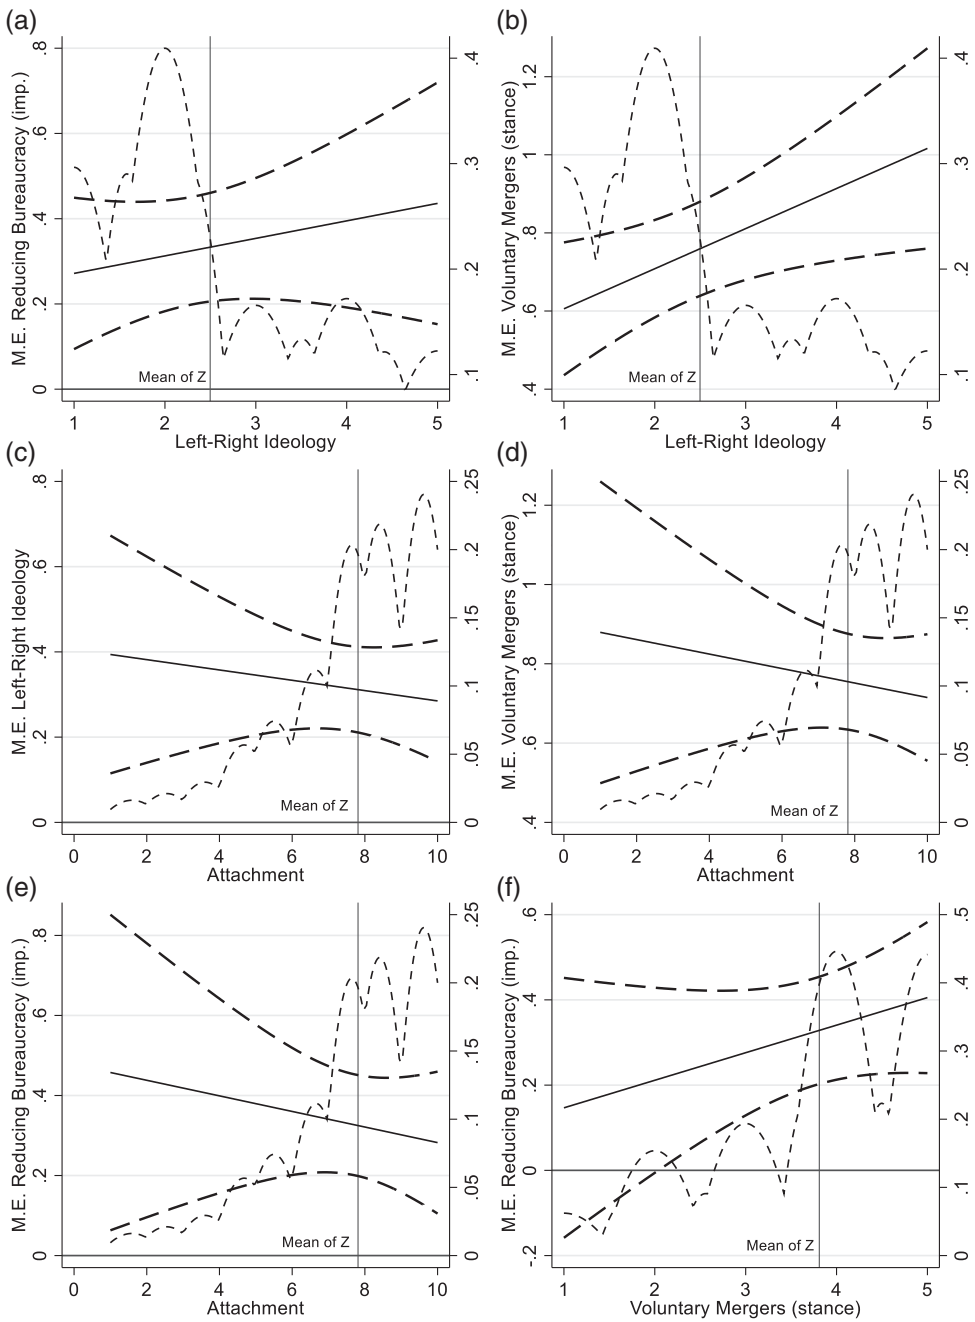 (a)
M.E. Reducing Bureaucracy (imp.)
.8
.6
.4
.2
0
.4
.3
.2
.1
Mean of Z
1 2 3 4 5
Left-Right Ideology
(b)
M.E. Voluntary Mergers (stance)
1.2
1
.8
.6
.4
.4
.3
.2
.1
Mean of Z
1 2 3 4 5
Left-Right Ideology
(c)
M.E. Left-Right Ideology
.8
.6
.4
.2
0
.25
.2
.15
.1
.05
0
Mean of Z
0 2 4 6 8 10
Attachment
(d)
M.E. Voluntary Mergers (stance)
1.2
1
.8
.6
.4
.25
.2
.15
.1
.05
0
Mean of Z
0 2 4 6 8 10
Attachment
(e)
M.E. Reducing Bureaucracy (imp.)
.8
.6
.4
.2
0
.25
.2
.15
.1
.05
0
Mean of Z
0 2 4 6 8 10
Attachment
(f)
M.E. Reducing Bureaucracy (imp.)
.6
.4
.2
0
-.2
.5
.4
.3
.2
.1
0
Mean of Z
1 2 3 4 5
Voluntary Mergers (stance)